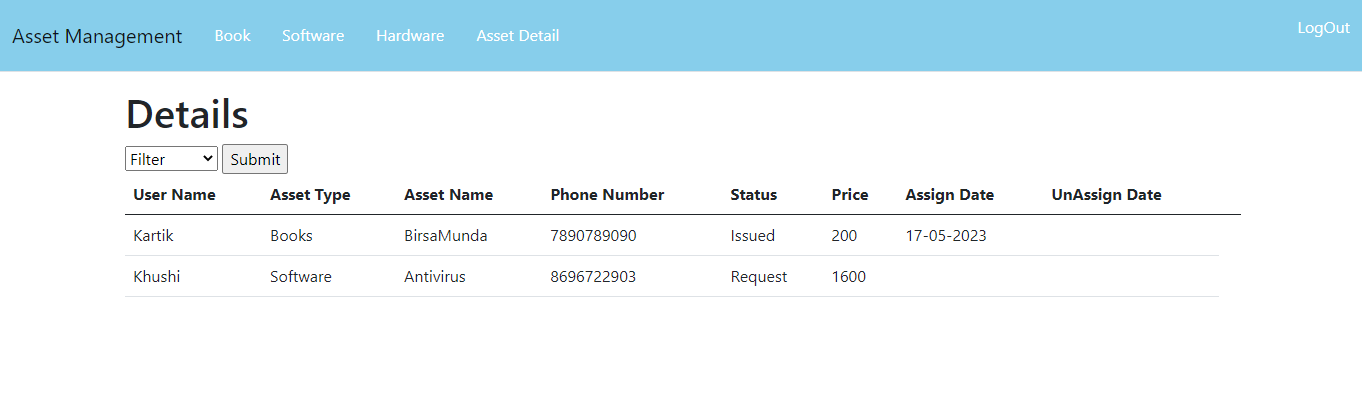 Asset Management Book Software Hardware Asset Detail LogOut
Details
Filter Submit
User Name Asset Type Asset Name Phone Number Status Price Assign Date UnAssign Date
Kartik Books BirsaMunda 7890789090 Issued 200 17-05-2023
Khushi Software Antivirus 8696722903 Request 1600